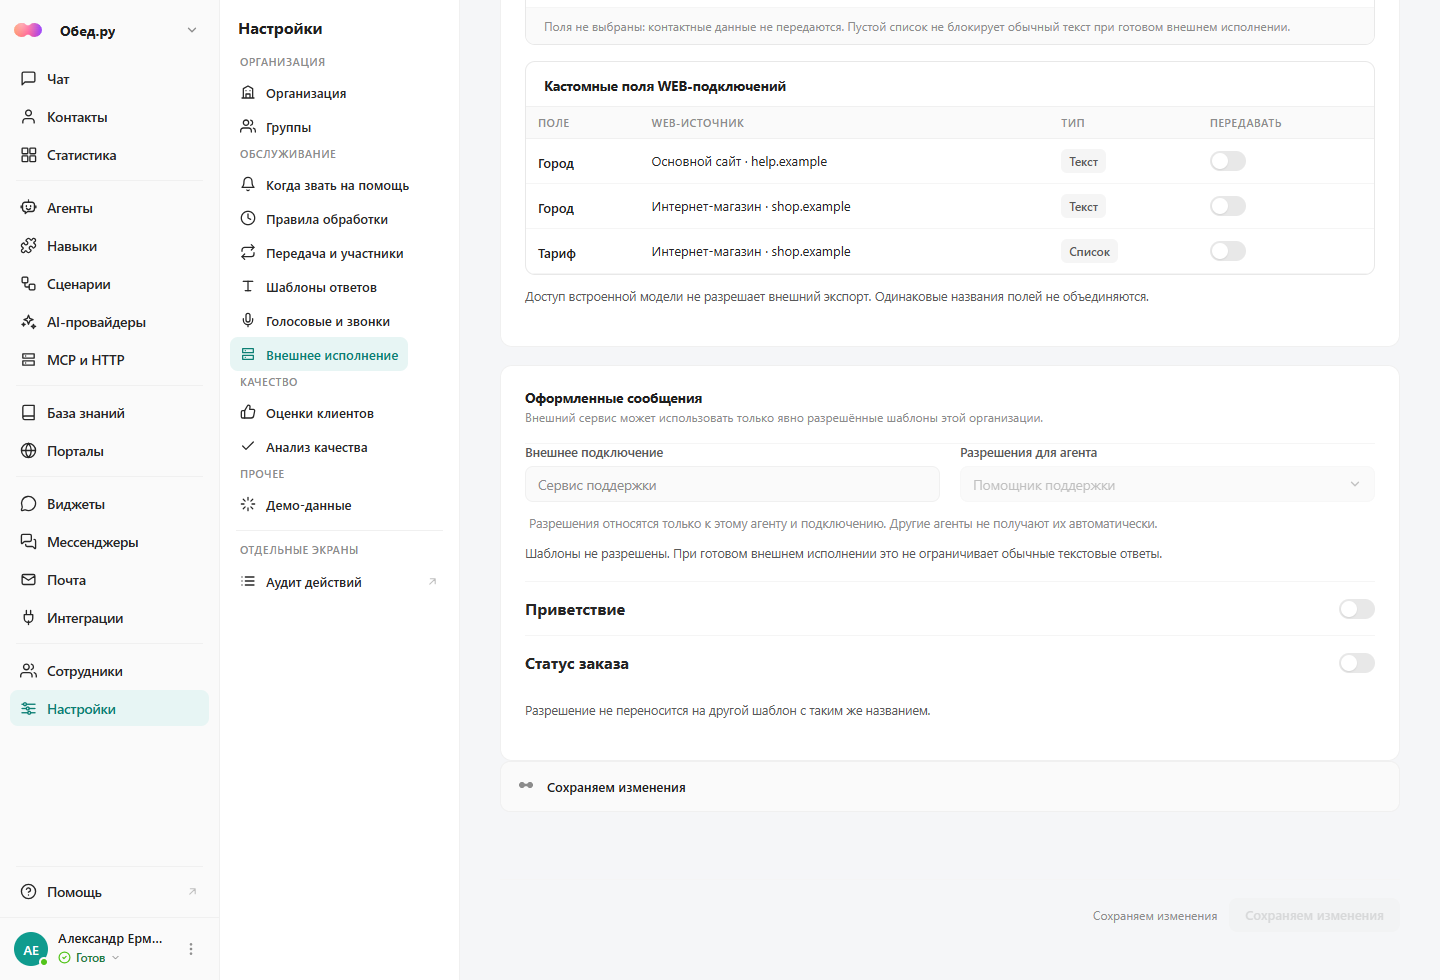 Обед.ру
Чат
Контакты
Статистика
Агенты
Навыки
Сценарии
AI-провайдеры
MCP и HTTP
База знаний
Порталы
Виджеты
Мессенджеры
Почта
Интеграции
Сотрудники
Настройки
Помощь
AE
Александр Ерм...
Готов
Настройки
ОРГАНИЗАЦИЯ
Организация
Группы
ОБСЛУЖИВАНИЕ
Когда звать на помощь
Правила обработки
Передача и участники
Шаблоны ответов
Голосовые и звонки
Внешнее исполнение
КАЧЕСТВО
Оценки клиентов
Анализ качества
ПРОЧЕЕ
Демо-данные
ОТДЕЛЬНЫЕ ЭКРАНЫ
Аудит действий
Поля не выбраны: контактные данные не передаются. Пустой список не блокирует обычный текст при готовом внешнем исполнении.
Кастомные поля WEB-подключений
ПОЛЕ WEB-ИСТОЧНИК ТИП ПЕРЕДАВАТЬ
Город Основной сайт · help.example Текст
Город Интернет-магазин · shop.example Текст
Тариф Интернет-магазин · shop.example Список
Доступ встроенной модели не разрешает внешний экспорт. Одинаковые названия полей не объединяются.
Оформленные сообщения
Внешний сервис может использовать только явно разрешённые шаблоны этой организации.
Внешнее подключение Разрешения для агента
Сервис поддержки Помощник поддержки
Разрешения относятся только к этому агенту и подключению. Другие агенты не получают их автоматически.
Шаблоны не разрешены. При готовом внешнем исполнении это не ограничивает обычные текстовые ответы.
Приветствие
Статус заказа
Разрешение не переносится на другой шаблон с таким же названием.
Сохраняем изменения
Сохраняем изменения Сохраняем изменения